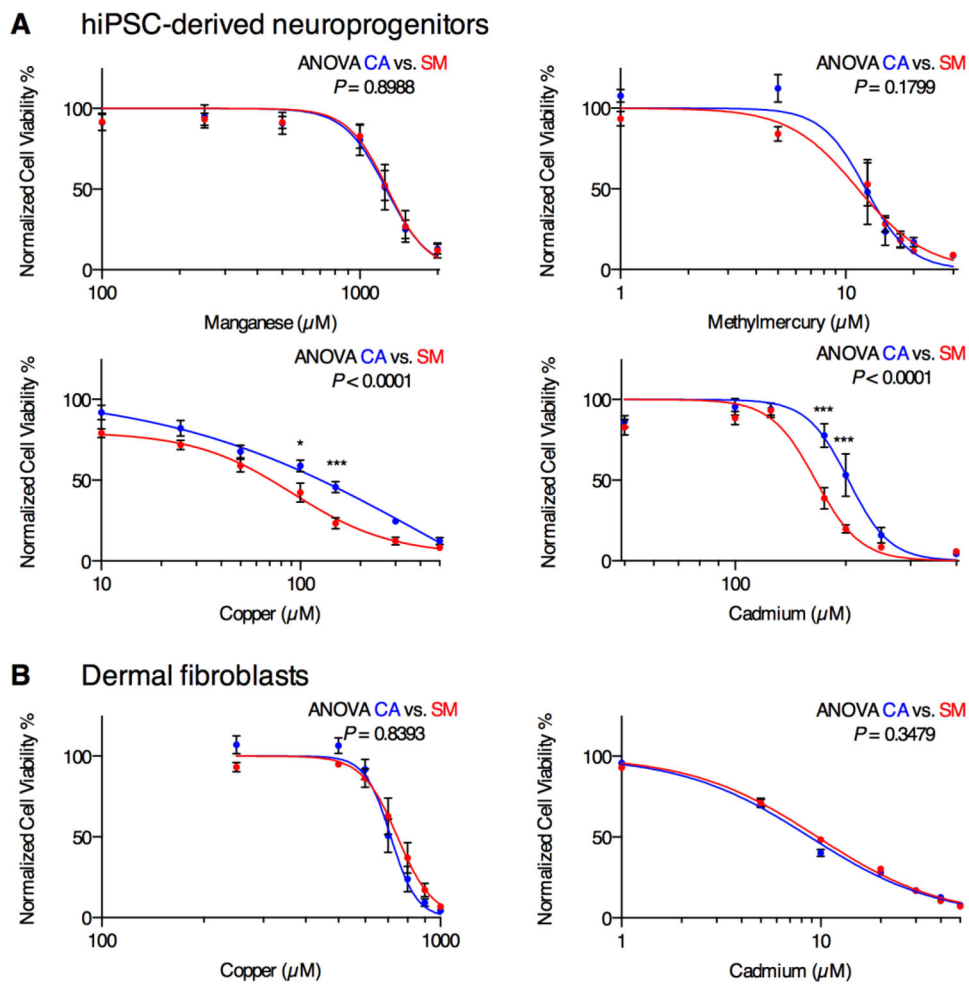 A hiPSC-derived neuroprogenitors
ANOVA CA vs. SM
P = 0.8988
Normalized Cell Viability %
100
50
0
100
1000
Manganese (µM)
ANOVA CA vs. SM
P = 0.1799
Normalized Cell Viability %
100
50
0
1
10
Methylmercury (µM)
ANOVA CA vs. SM
P < 0.0001
Normalized Cell Viability %
100
50
0
*
***
10
100
Copper (µM)
ANOVA CA vs. SM
P < 0.0001
Normalized Cell Viability %
100
50
0
***
***
100
Cadmium (µM)
B Dermal fibroblasts
ANOVA CA vs. SM
P = 0.8393
Normalized Cell Viability %
100
50
0
100
1000
Copper (µM)
ANOVA CA vs. SM
P = 0.3479
Normalized Cell Viability %
100
50
0
1
10
Cadmium (µM)